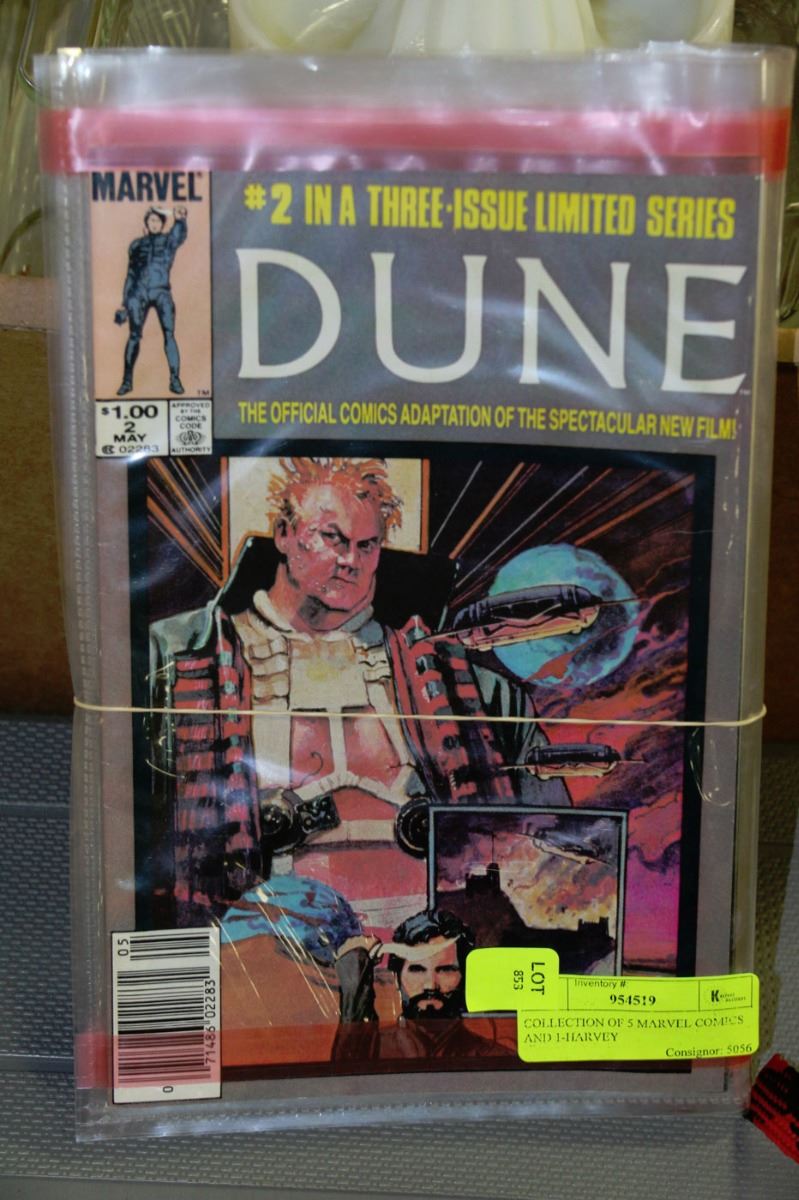 MARVEL
#2 IN A THREE-ISSUE LIMITED SERIES
DUNE
TM
$1.00
2
MAY
02283
APPROVED
BY THE
COMICS
CODE
AUTHORITY
THE OFFICIAL COMICS ADAPTATION OF THE SPECTACULAR NEW FILM!
05
0 71486 02283
LOT
853
Inventory #
954519
COLLECTION OF 5 MARVEL COMICS
AND 1-HARVEY
Consignor: 5056